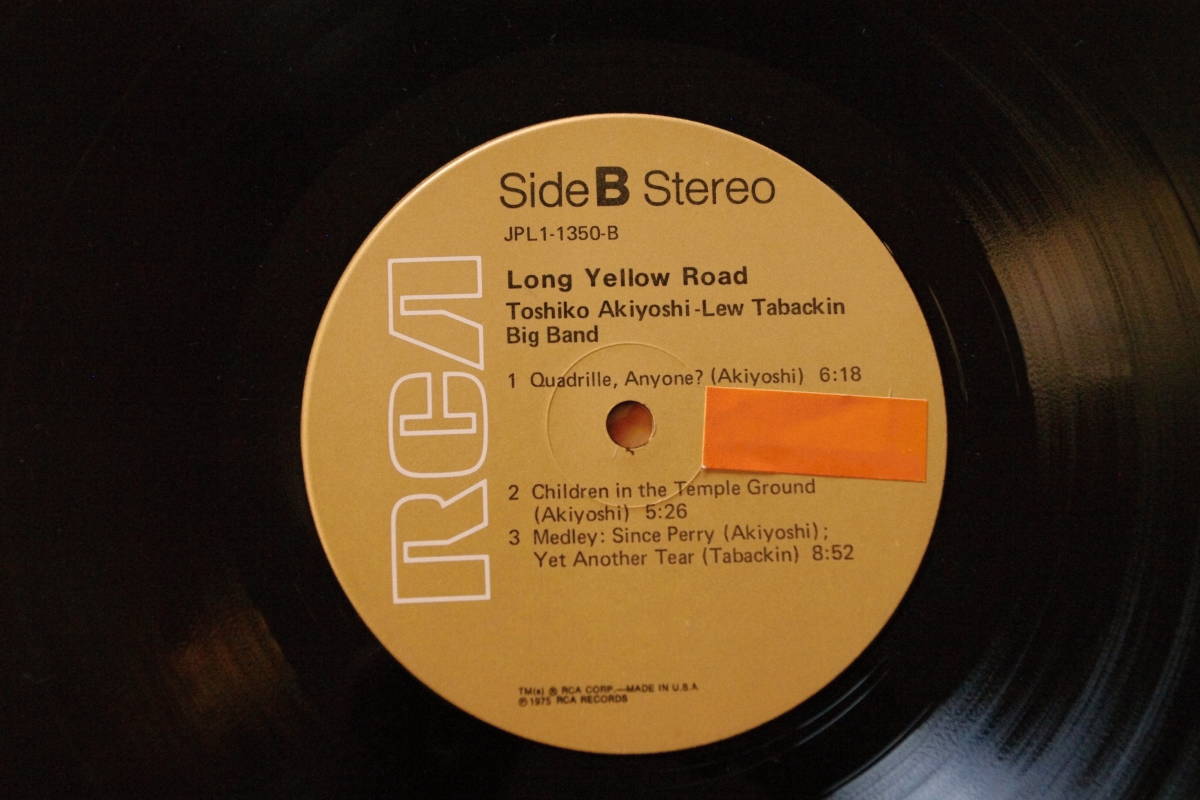 Side B Stereo
JPL1-1350-B
Long Yellow Road
Toshiko Akiyoshi-Lew Tabackin
Big Band
1 Quadrille, Anyone? (Akiyoshi) 6:18
2 Children in the Temple Ground
(Akiyoshi) 5:26
3 Medley: Since Perry (Akiyoshi);
Yet Another Tear (Tabackin) 8:52
TM(s) ® RCA CORP.—MADE IN U.S.A
℗ 1975 RCA RECORDS
RCA